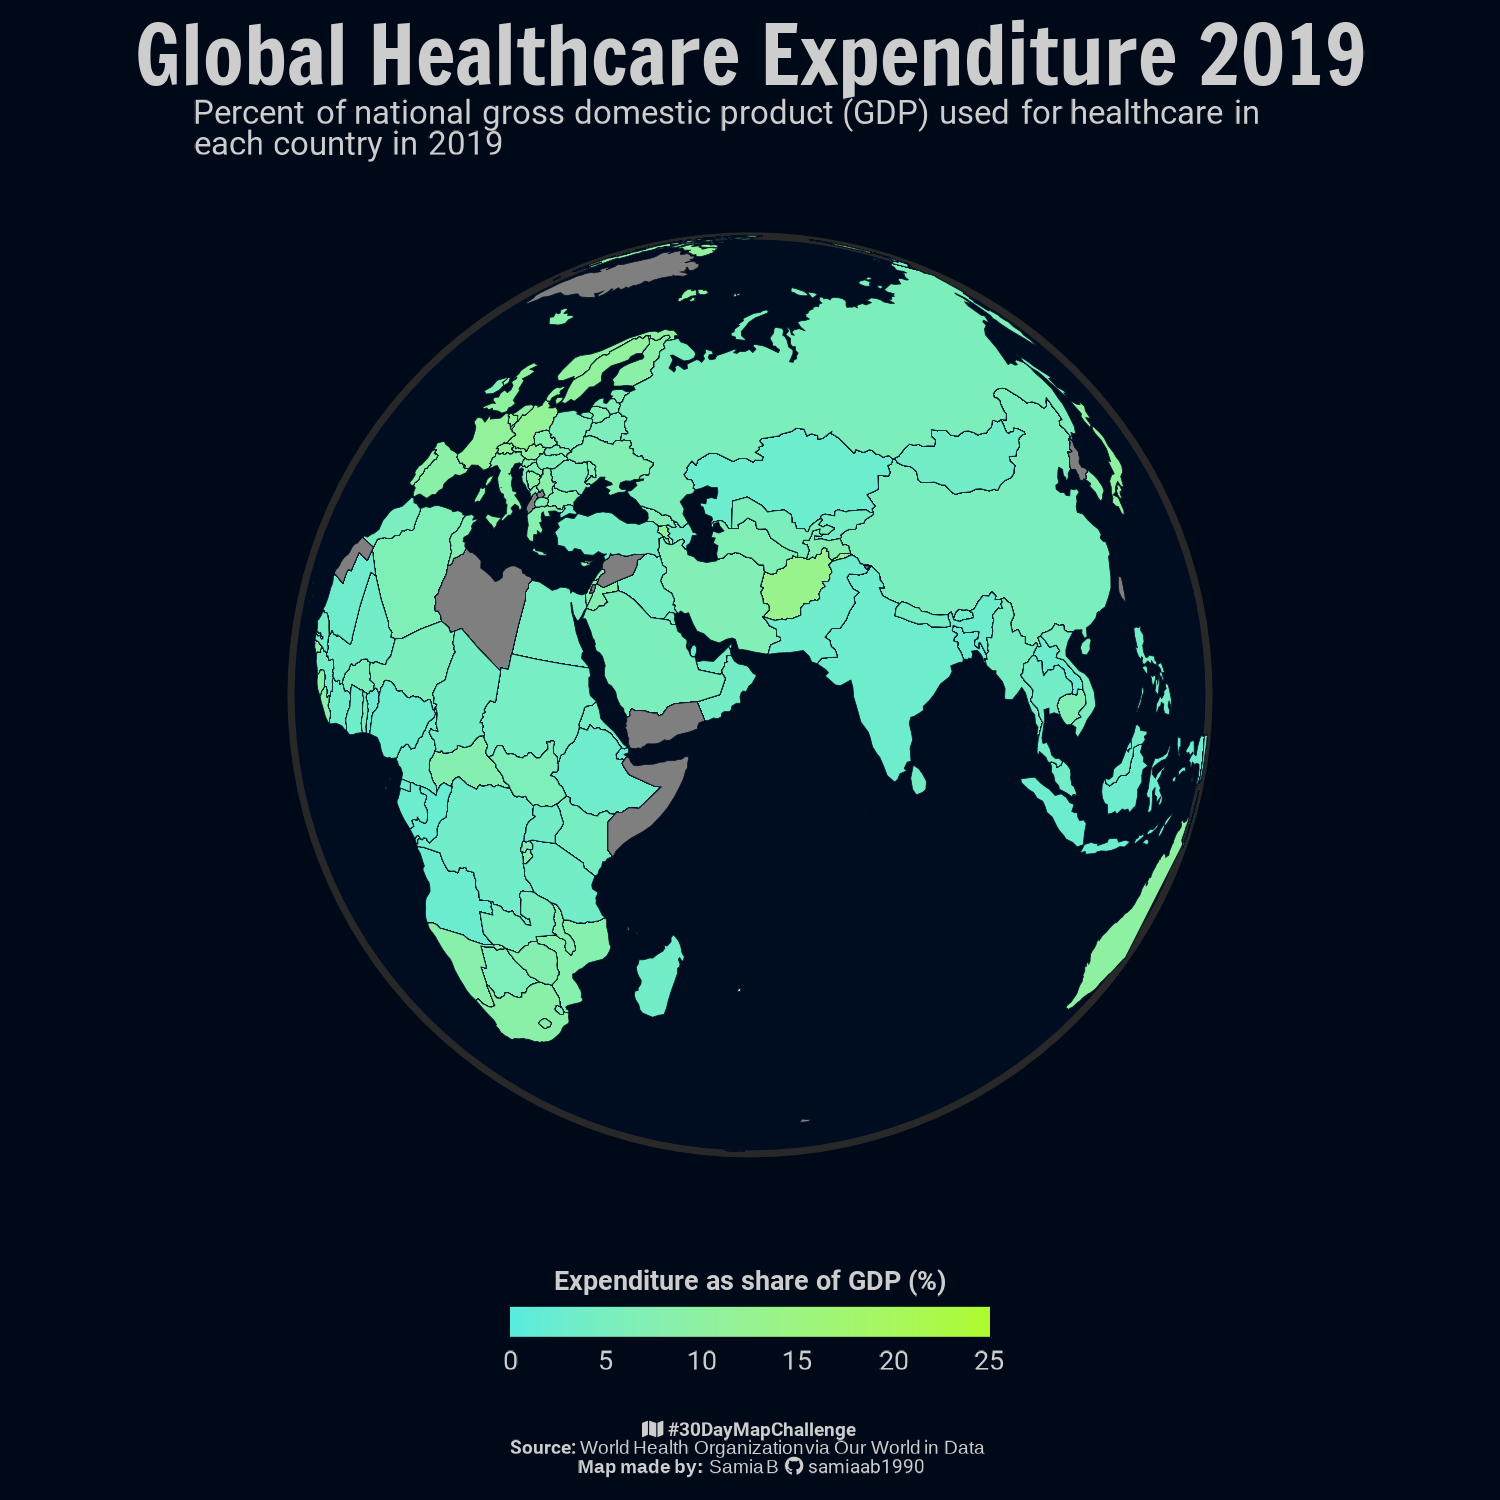 Global Healthcare Expenditure 2019
Percent of national gross domestic product (GDP) used for healthcare in
each country in 2019
Expenditure as share of GDP (%)
0 5 10 15 20 25
#30DayMapChallenge
Source: World Health Organization via Our World in Data
Map made by: Samia B samiaab1990